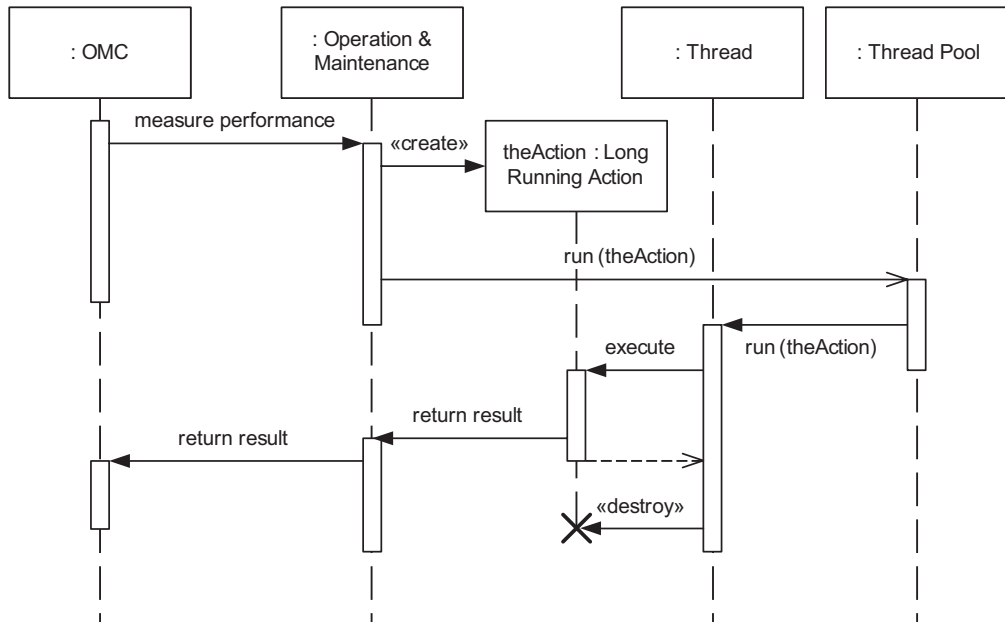 : OMC
: Operation &
Maintenance
: Thread
: Thread Pool
measure performance
«create»
theAction : Long
Running Action
run (theAction)
run (theAction)
execute
return result
return result
«destroy»